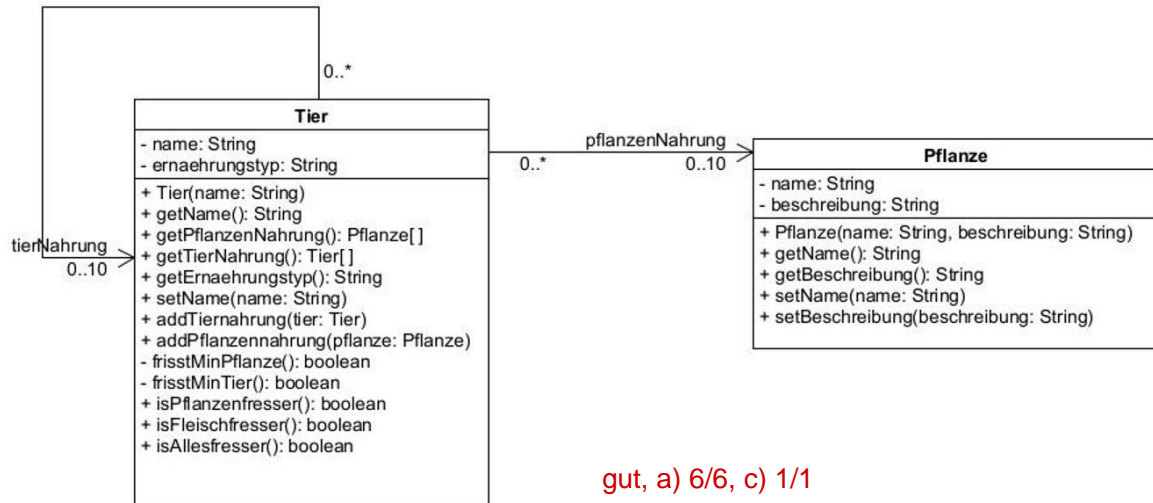 0..*
Tier
- name: String
- ernaehrungstyp: String
+ Tier(name: String)
+ getName(): String
+ getPflanzenNahrung(): Pflanze[ ]
+ getTierNahrung(): Tier[ ]
+ getErnaehrungstyp(): String
+ setName(name: String)
+ addTiernahrung(tier: Tier)
+ addPflanzennahrung(pflanze: Pflanze)
- frisstMinPflanze(): boolean
- frisstMinTier(): boolean
+ isPflanzenfresser(): boolean
+ isFleischfresser(): boolean
+ isAllesfresser(): boolean
tierNahrung
0..10
pflanzenNahrung
0..*
0..10
Pflanze
- name: String
- beschreibung: String
+ Pflanze(name: String, beschreibung: String)
+ getName(): String
+ getBeschreibung(): String
+ setName(name: String)
+ setBeschreibung(beschreibung: String)
gut, a) 6/6, c) 1/1